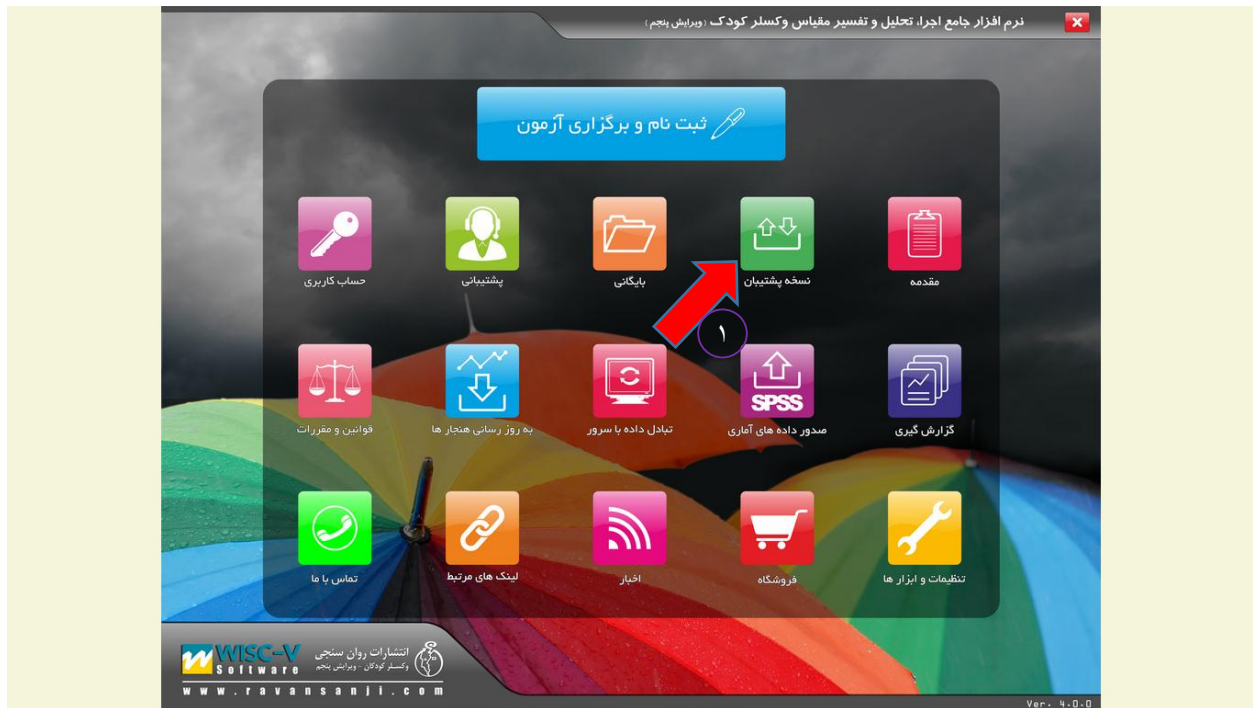 نرم افزار جامع اجرا، تحلیل و تفسیر مقیاس وکسلر کودک (ویرایش پنجم)
ثبت نام و برگزاری آزمون
مقدمه
نسخه پشتیبان
بایگانی
پشتیبانی
حساب کاربری
۱
SPSS
گزارش گیری
صدور داده های آماری
تبادل داده با سرور
به روز رسانی هنجار ها
قوانین و مقررات
تنظیمات و ابزار ها
فروشگاه
اخبار
لینک های مرتبط
تماس با ما
WISC-V
Software
انتشارات روان سنجی
وکسلر کودکان - ویرایش پنجم
www.ravansanji.com
Ver. 4.0.0